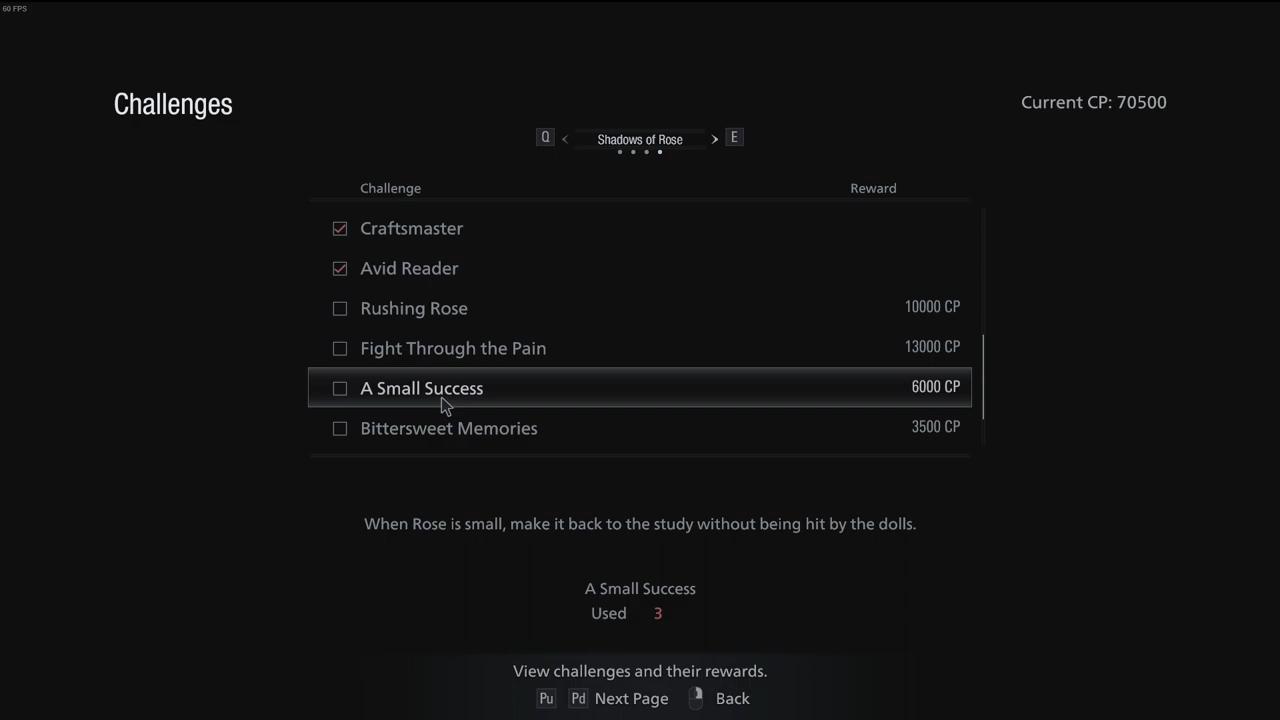 60 FPS
Challenges
Current CP: 70500
Q < Shadows of Rose > E
Challenge Reward
Craftsmaster
Avid Reader
Rushing Rose 10000 CP
Fight Through the Pain 13000 CP
A Small Success 6000 CP
Bittersweet Memories 3500 CP
When Rose is small, make it back to the study without being hit by the dolls.
A Small Success
Used 3
View challenges and their rewards.
Pu Pd Next Page Back